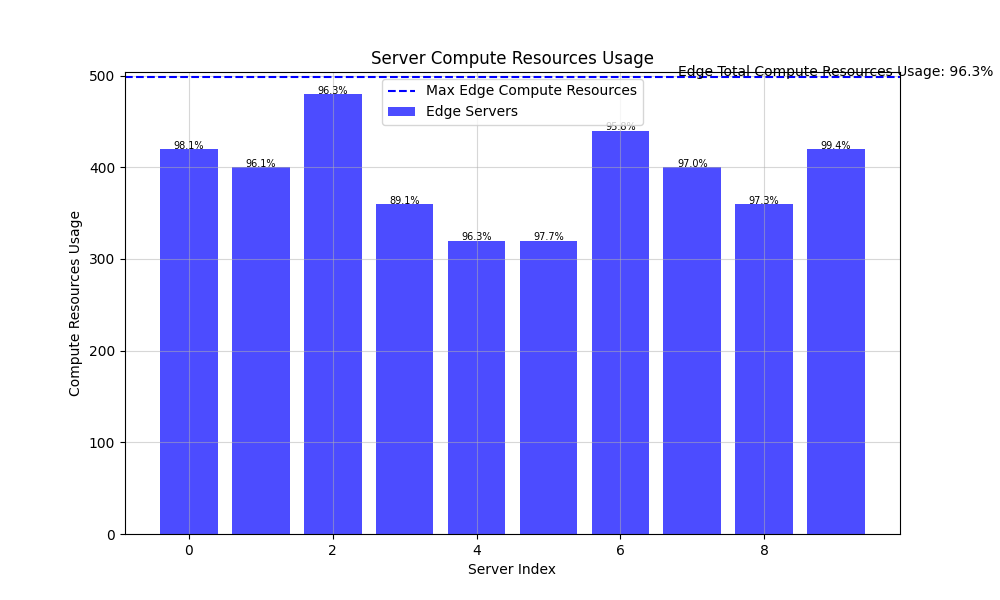 Server Compute Resources Usage
Edge Total Compute Resources Usage: 96.3%
Max Edge Compute Resources
Edge Servers
98.1%
96.1%
96.3%
89.1%
96.3%
97.7%
97.0%
97.3%
99.4%
500
400
300
200
100
0
Compute Resources Usage
0 2 4 6 8
Server Index